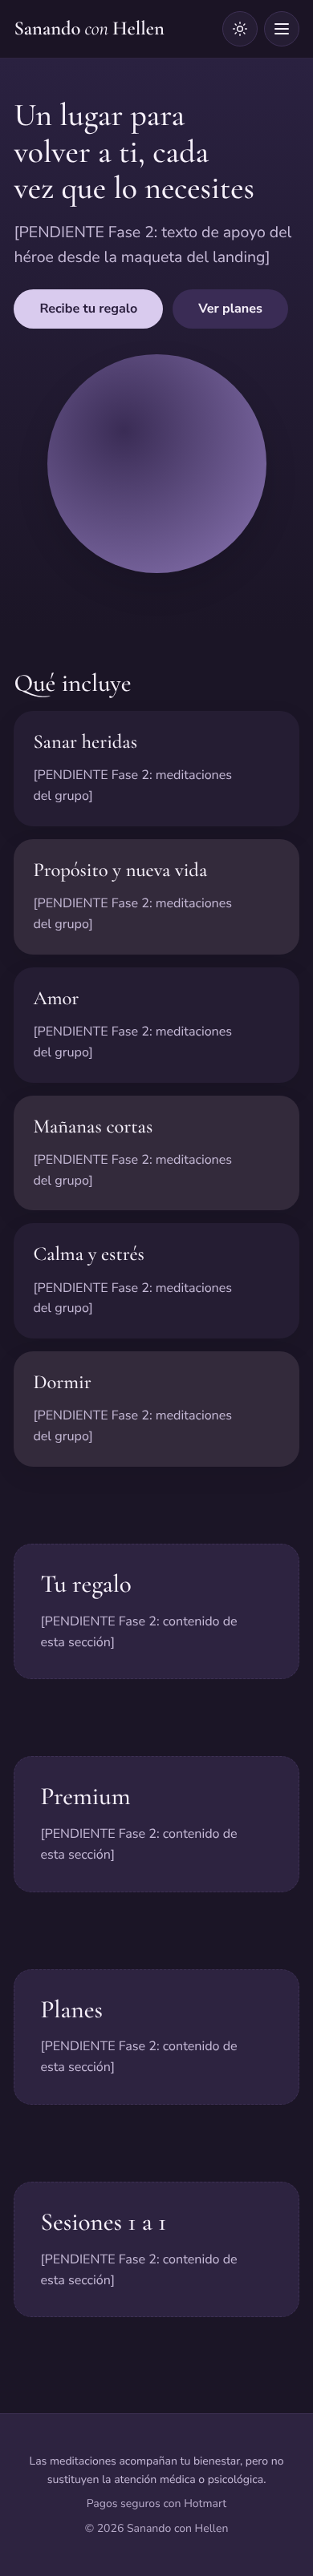 Sanando con Hellen
Un lugar para
volver a ti, cada
vez que lo necesites
[PENDIENTE Fase 2: texto de apoyo del
héroe desde la maqueta del landing]
Recibe tu regalo
Ver planes
Qué incluye
Sanar heridas
[PENDIENTE Fase 2: meditaciones
del grupo]
Propósito y nueva vida
[PENDIENTE Fase 2: meditaciones
del grupo]
Amor
[PENDIENTE Fase 2: meditaciones
del grupo]
Mañanas cortas
[PENDIENTE Fase 2: meditaciones
del grupo]
Calma y estrés
[PENDIENTE Fase 2: meditaciones
del grupo]
Dormir
[PENDIENTE Fase 2: meditaciones
del grupo]
Tu regalo
[PENDIENTE Fase 2: contenido de
esta sección]
Premium
[PENDIENTE Fase 2: contenido de
esta sección]
Planes
[PENDIENTE Fase 2: contenido de
esta sección]
Sesiones 1 a 1
[PENDIENTE Fase 2: contenido de
esta sección]
Las meditaciones acompañan tu bienestar, pero no
sustituyen la atención médica o psicológica.
Pagos seguros con Hotmart
© 2026 Sanando con Hellen